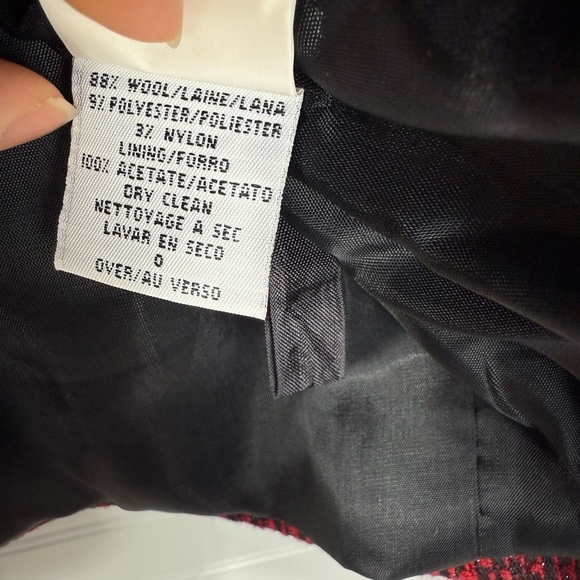 88% WOOL/LAINE/LANA
9% POLYESTER/POLIESTER
3% NYLON
LINING/FORRO
100% ACETATE/ACETATO
DRY CLEAN
NETTOYAGE A SEC
LAVAR EN SECO
0
OVER/AU VERSO